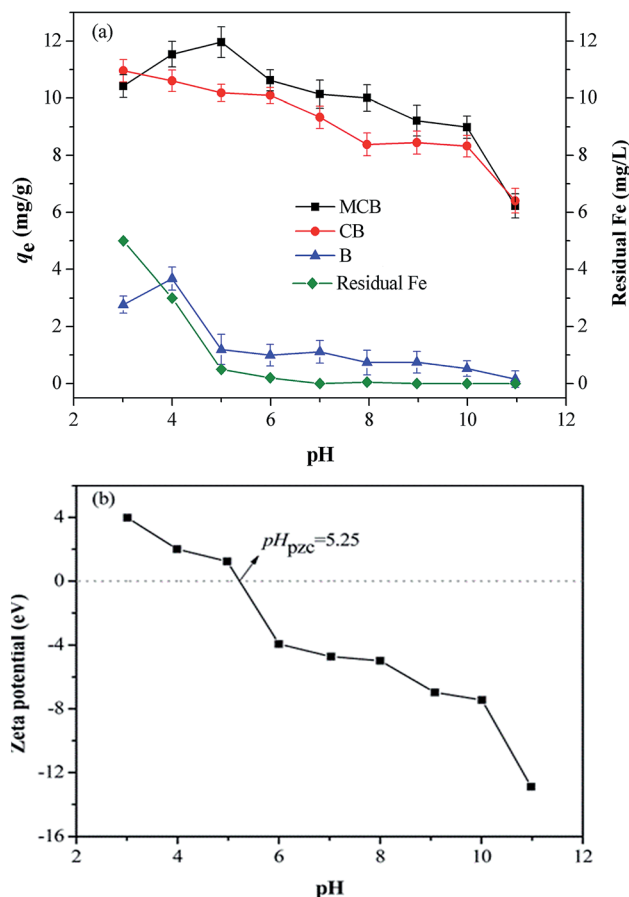 (a)
12
10
8
6
4
2
0
qe (mg/g)
12
10
8
6
4
2
0
Residual Fe (mg/L)
MCB
CB
B
Residual Fe
2 4 6 8 10 12
pH
(b)
4
0
-4
-8
-12
-16
Zeta potential (eV)
pHpzc=5.25
2 4 6 8 10 12
pH